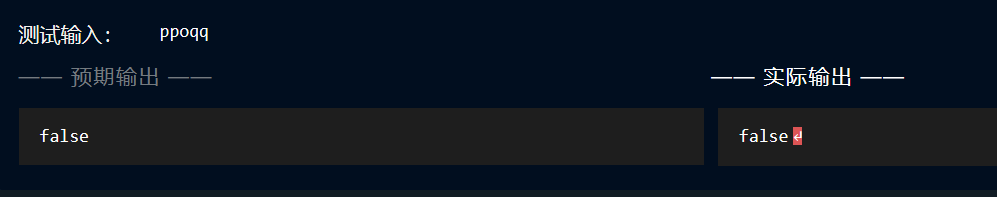 测试输入： ppoqq
—— 预期输出 —— —— 实际输出 ——
false false↵